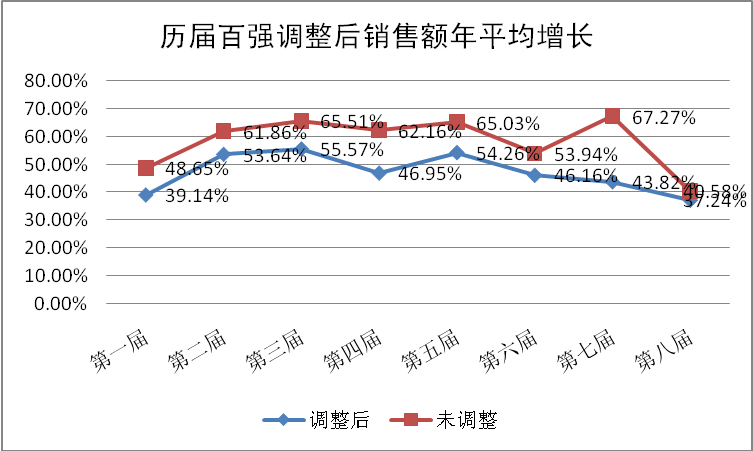 历届百强调整后销售额年平均增长
80.00%
70.00%
60.00%
50.00%
40.00%
30.00%
20.00%
10.00%
0.00%
48.65%
61.86%
65.51%
62.16%
65.03%
53.94%
67.27%
40.58%
39.14%
53.64%
55.57%
46.95%
54.26%
46.16%
43.82%
37.24%
第一届
第二届
第三届
第四届
第五届
第六届
第七届
第八届
调整后
未调整